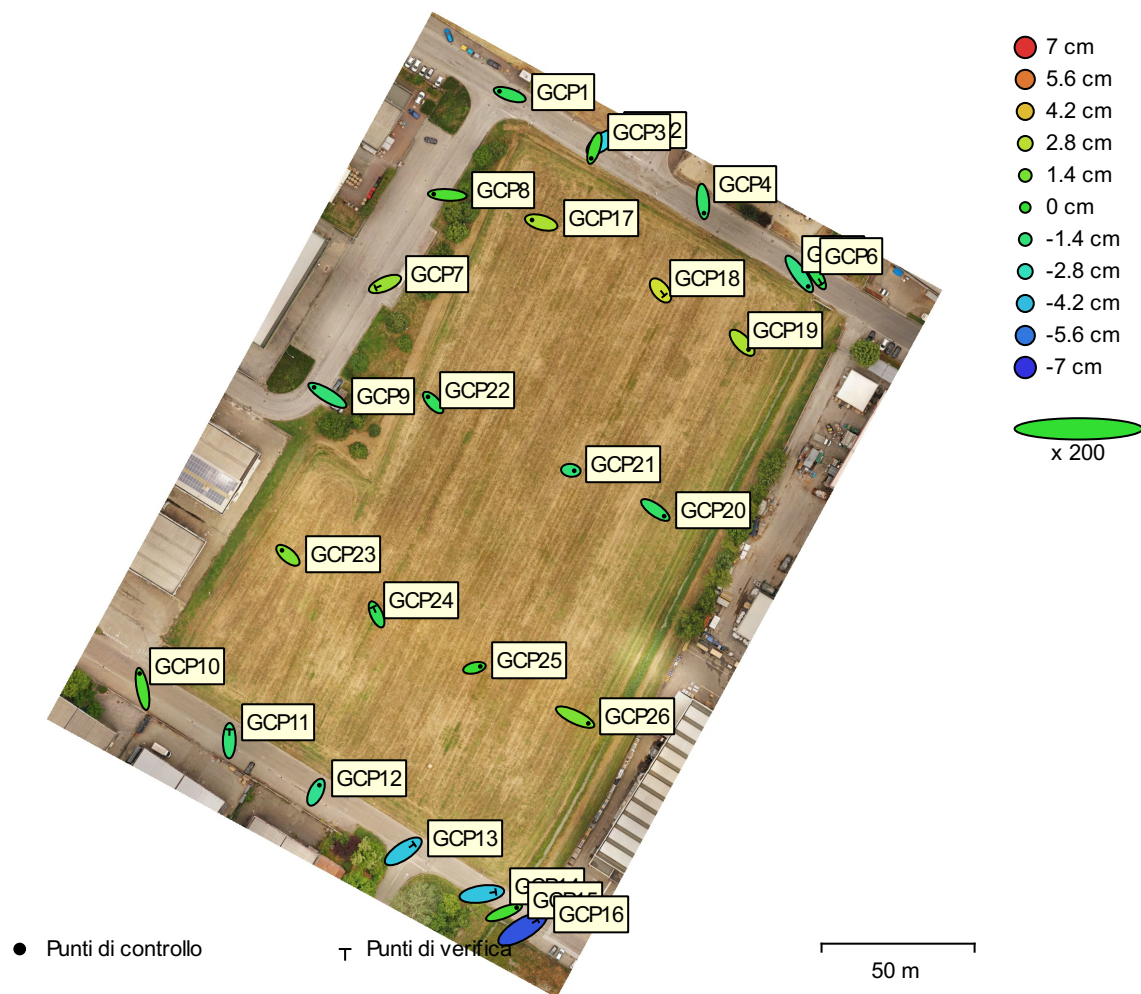 GCP1
GCP3
2
GCP4
GCP8
GCP17
G
GCP6
GCP7
GCP18
GCP19
GCP9
GCP22
GCP21
GCP20
GCP23
GCP24
GCP25
GCP10
GCP11
GCP26
GCP12
GCP13
GCP14
GCP15
GCP16
7 cm
5.6 cm
4.2 cm
2.8 cm
1.4 cm
0 cm
-1.4 cm
-2.8 cm
-4.2 cm
-5.6 cm
-7 cm
x 200
Punti di controllo
Punti di verifica
50 m